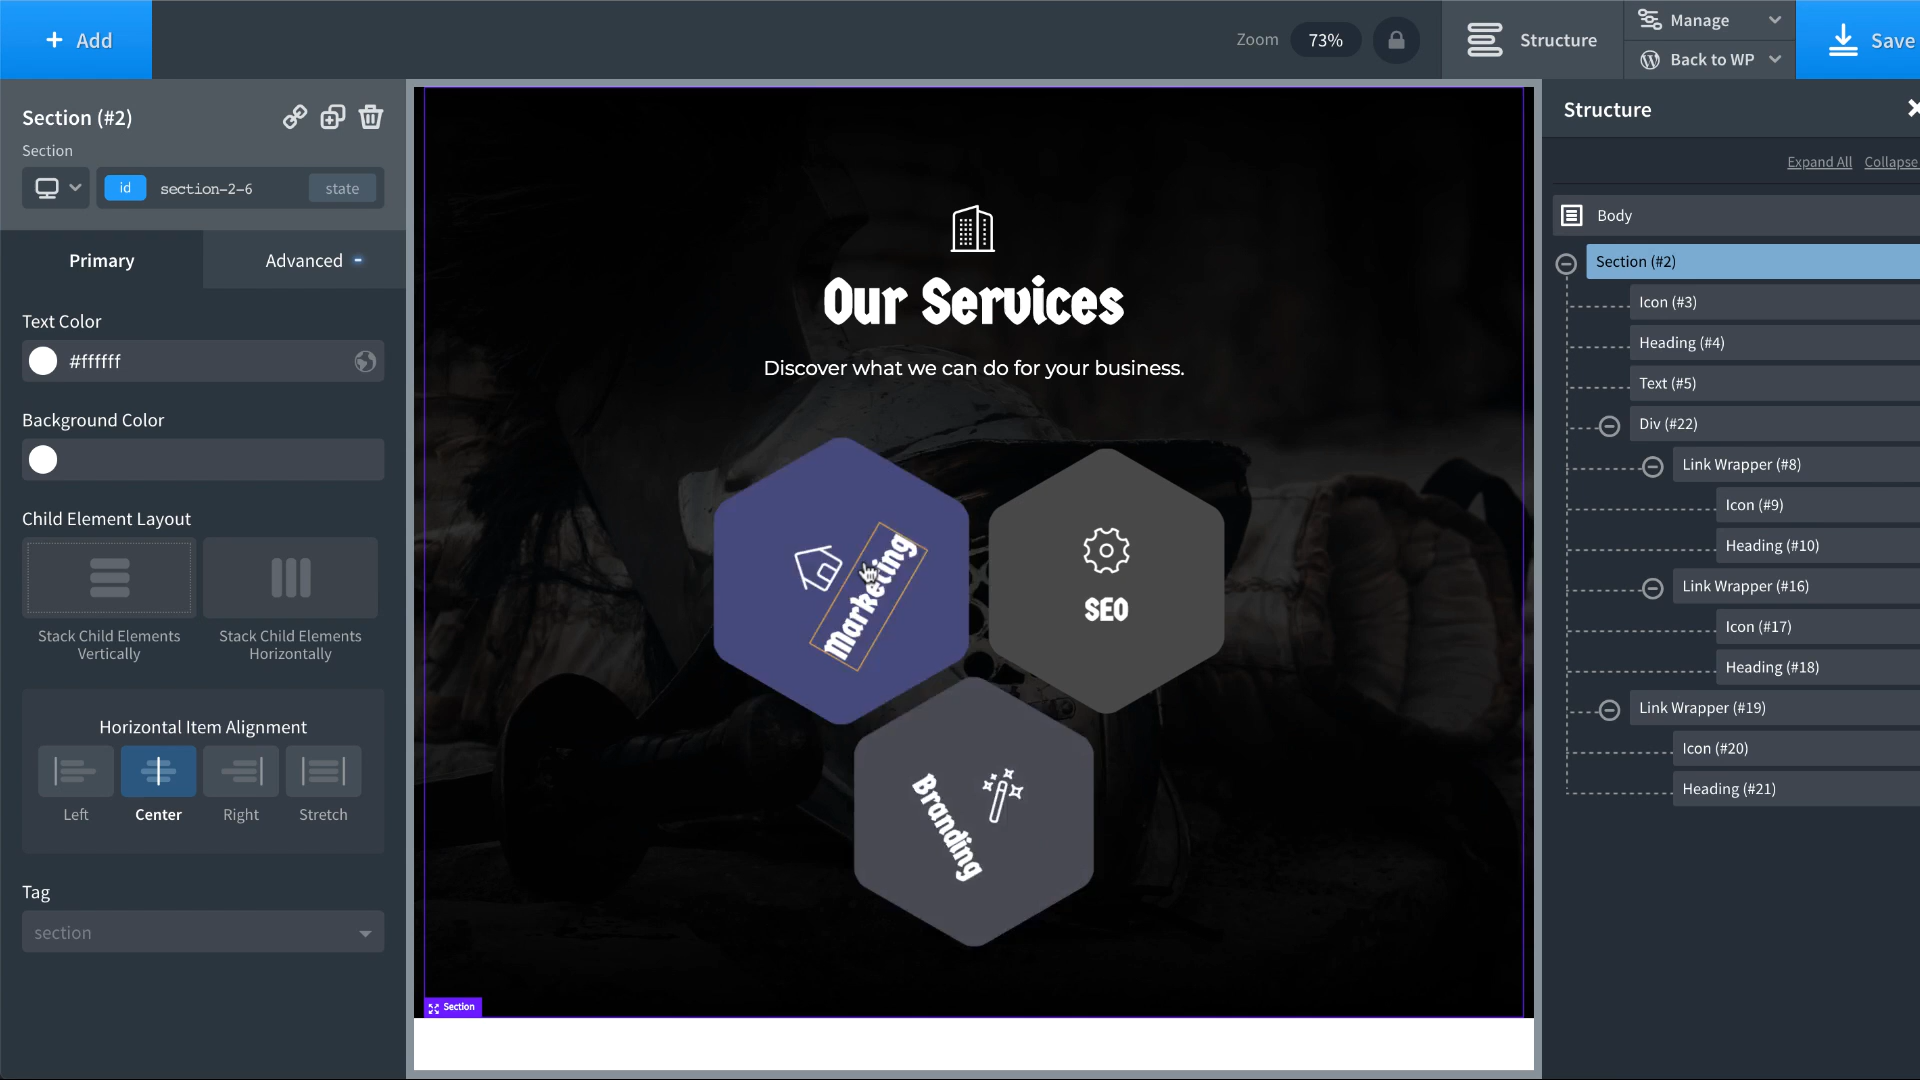 + Add
Zoom 73%
Structure
Manage
Back to WP
Save
Section (#2)
Section
id section-2-6 state
Primary
Advanced
Text Color
#ffffff
Background Color
Child Element Layout
Stack Child Elements
Vertically
Stack Child Elements
Horizontally
Horizontal Item Alignment
Left
Center
Right
Stretch
Tag
section
Our Services
Discover what we can do for your business.
Marketing
SEO
Branding
Section
Structure
Expand All Collapse
Body
Section (#2)
Icon (#3)
Heading (#4)
Text (#5)
Div (#22)
Link Wrapper (#8)
Icon (#9)
Heading (#10)
Link Wrapper (#16)
Icon (#17)
Heading (#18)
Link Wrapper (#19)
Icon (#20)
Heading (#21)